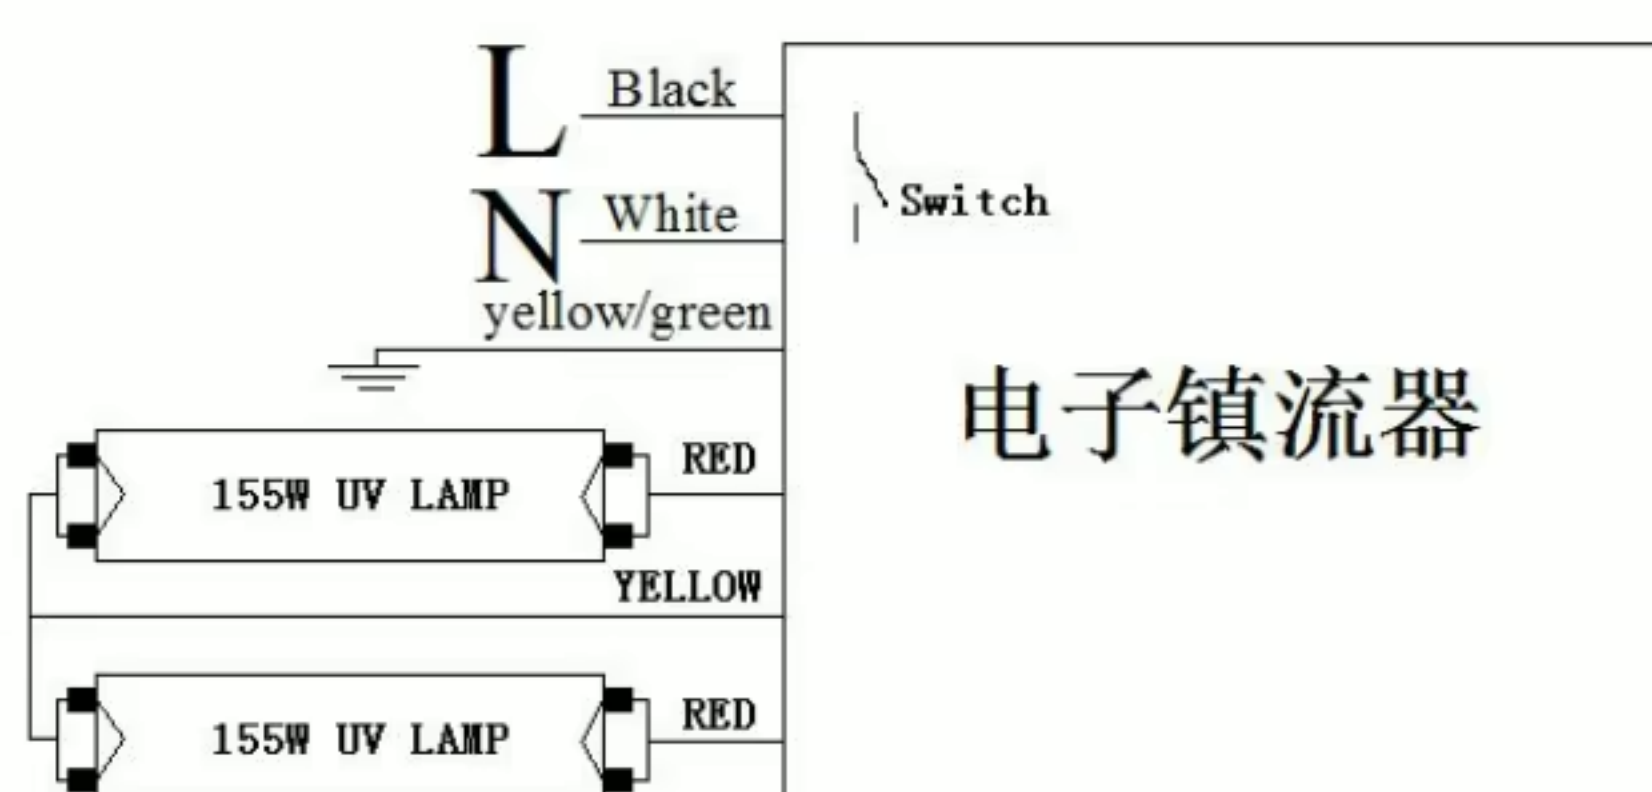 L Black
N White
Switch
yellow/green
电子镇流器
155W UV LAMP RED
YELLOW
155W UV LAMP RED